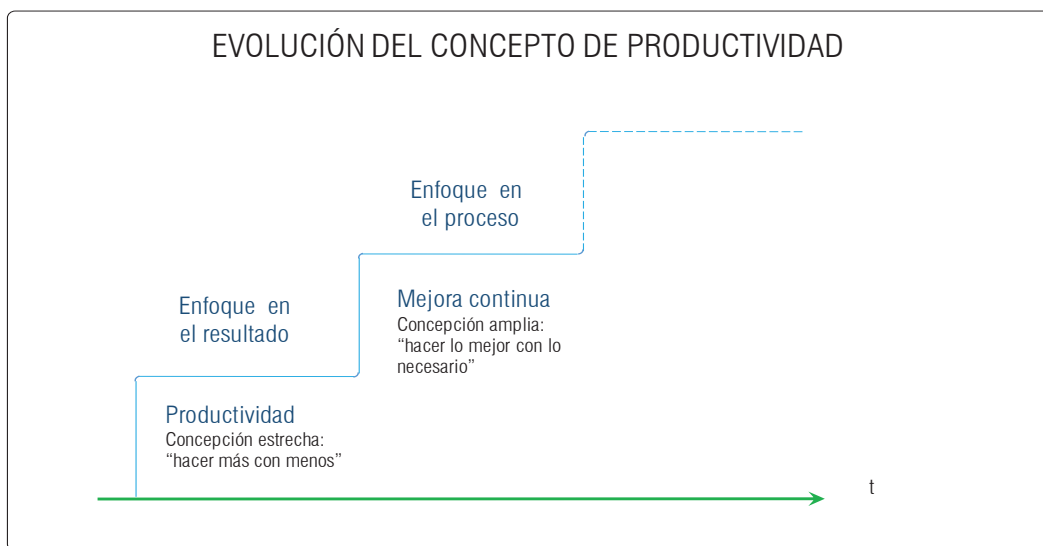 EVOLUCIÓN DEL CONCEPTO DE PRODUCTIVIDAD
Enfoque en
el proceso
Enfoque en
el resultado
Mejora continua
Concepción amplia:
“hacer lo mejor con lo
necesario”
Productividad
Concepción estrecha:
“hacer más con menos”
t